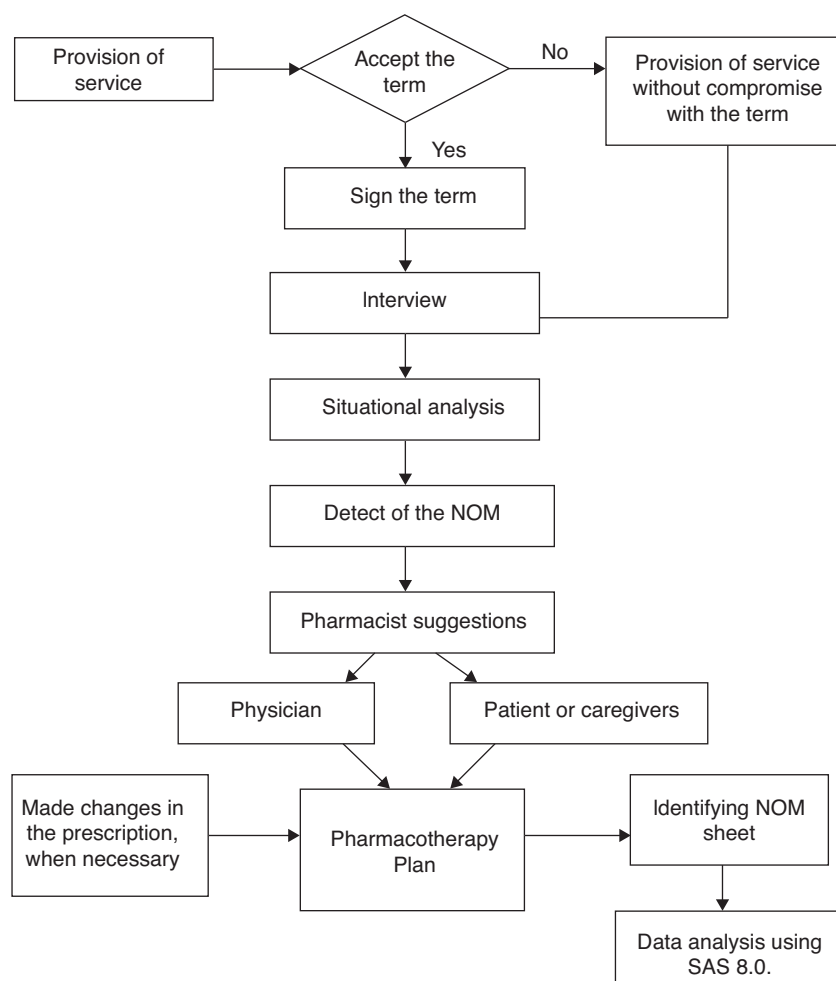 Provision of
service
Accept the
term
No
Provision of service
without compromise
with the term
Yes
Sign the term
Interview
Situational analysis
Detect of the NOM
Pharmacist suggestions
Physician
Patient or caregivers
Made changes in
the prescription,
when necessary
Pharmacotherapy
Plan
Identifying NOM
sheet
Data analysis using
SAS 8.0.